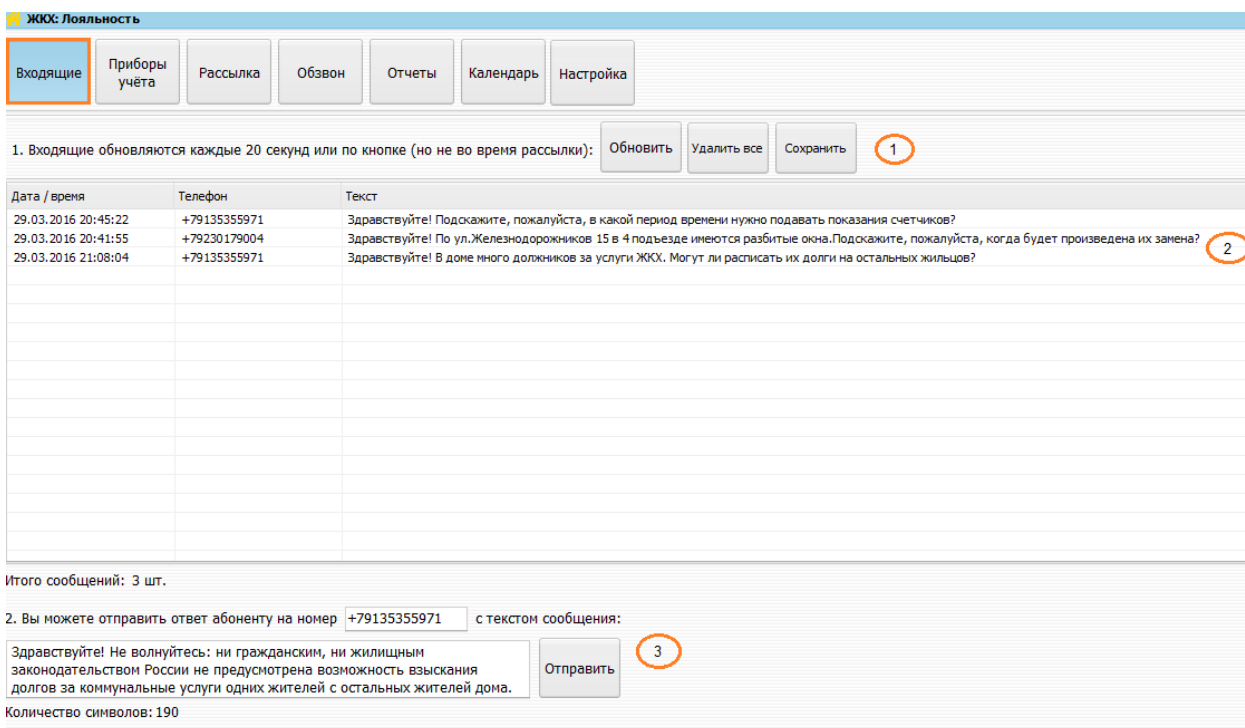 ЖКХ: Лояльность
Входящие
Приборы
учёта
Рассылка
Обзвон
Отчеты
Календарь
Настройка
1. Входящие обновляются каждые 20 секунд или по кнопке (но не во время рассылки):
Обновить
Удалить все
Сохранить
1
Дата / время Телефон Текст
29.03.2016 20:45:22 +79135355971 Здравствуйте! Подскажите, пожалуйста, в какой период времени нужно подавать показания счетчиков?
29.03.2016 20:41:55 +79230179004 Здравствуйте! По ул.Железнодорожников 15 в 4 подъезде имеются разбитые окна.Подскажите, пожалуйста, когда будет произведена их замена?
2
29.03.2016 21:08:04 +79135355971 Здравствуйте! В доме много должников за услуги ЖКХ. Могут ли расписать их долги на остальных жильцов?
Итого сообщений: 3 шт.
2. Вы можете отправить ответ абоненту на номер +79135355971 с текстом сообщения:
Здравствуйте! Не волнуйтесь: ни гражданским, ни жилищным
законодательством России не предусмотрена возможность взыскания
долгов за коммунальные услуги одних жителей с остальных жителей дома.
Отправить
3
Количество символов: 190